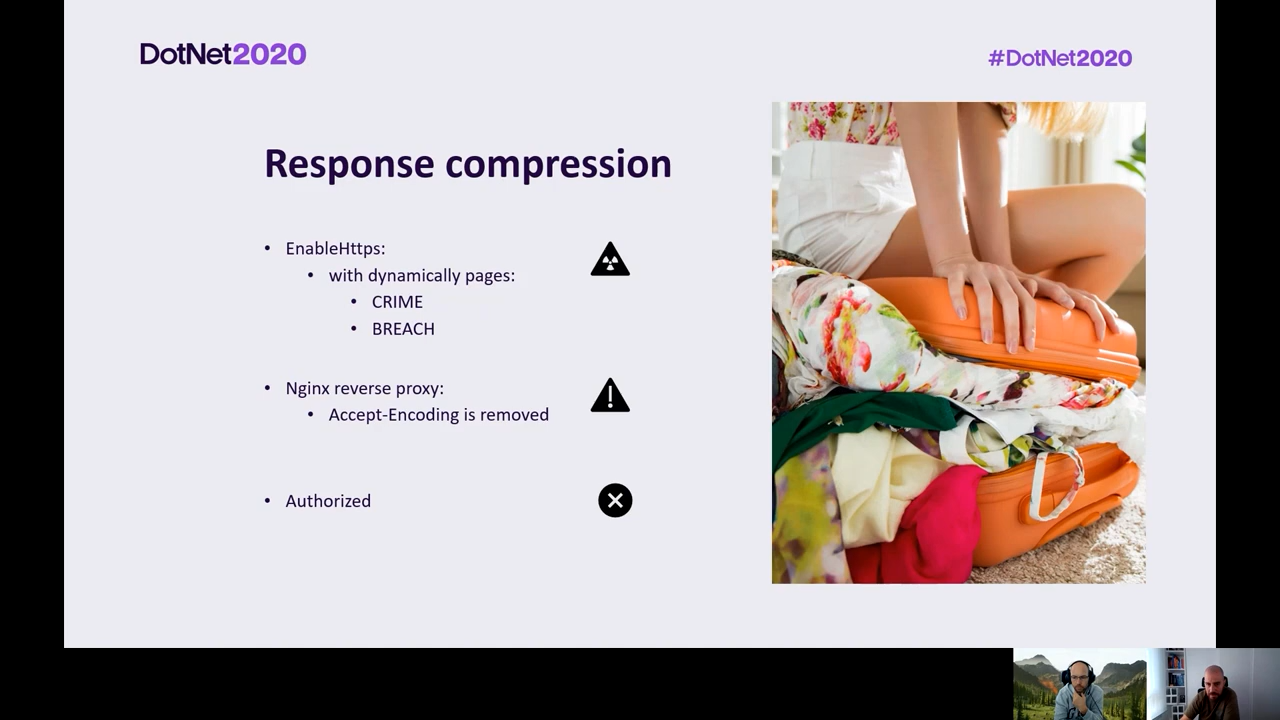 DotNet2020
#DotNet2020
Response compression
• EnableHttps:
• with dynamically pages:
• CRIME
• BREACH
• Nginx reverse proxy:
• Accept-Encoding is removed
• Authorized